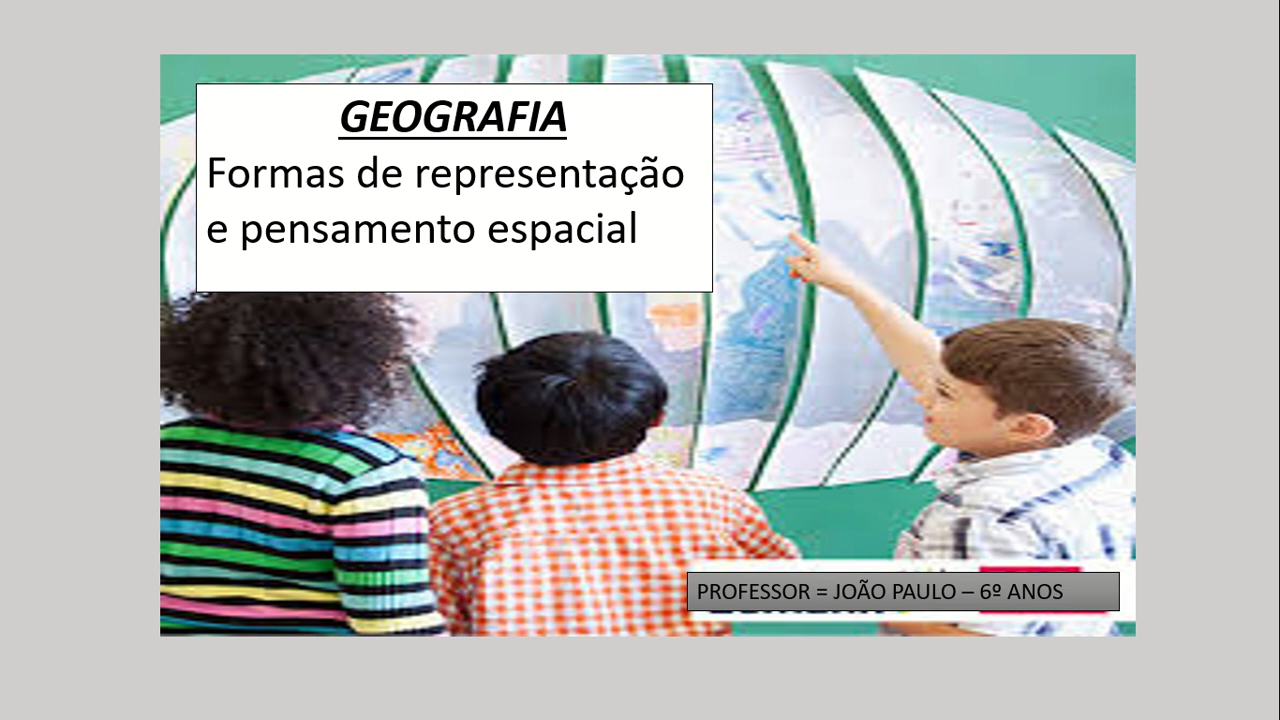 GEOGRAFIA
Formas de representação
e pensamento espacial
PROFESSOR = JOÃO PAULO – 6º ANOS